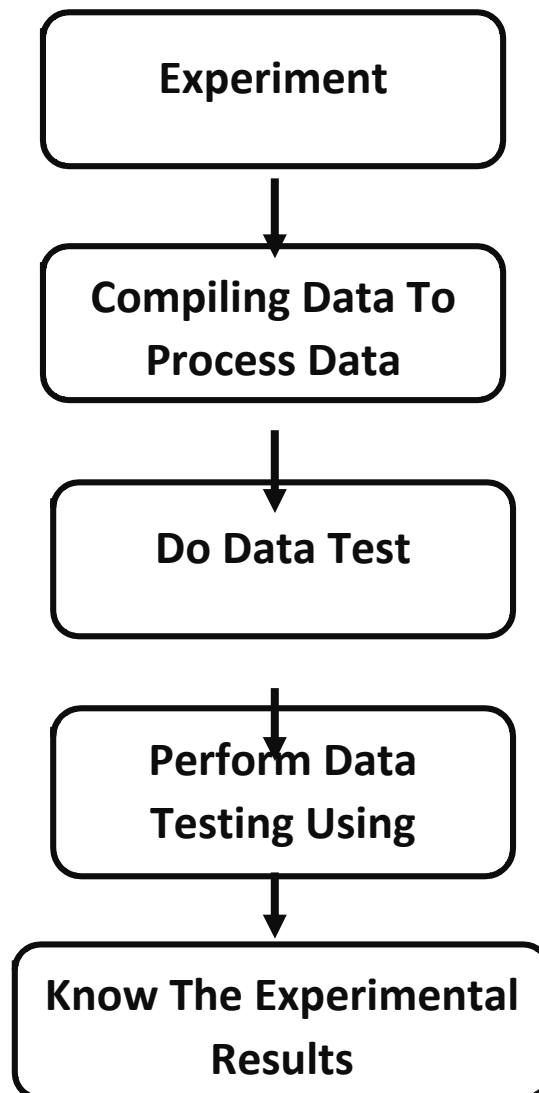 Experiment
Compiling Data To
Process Data
Do Data Test
Perform Data
Testing Using
Know The Experimental
Results